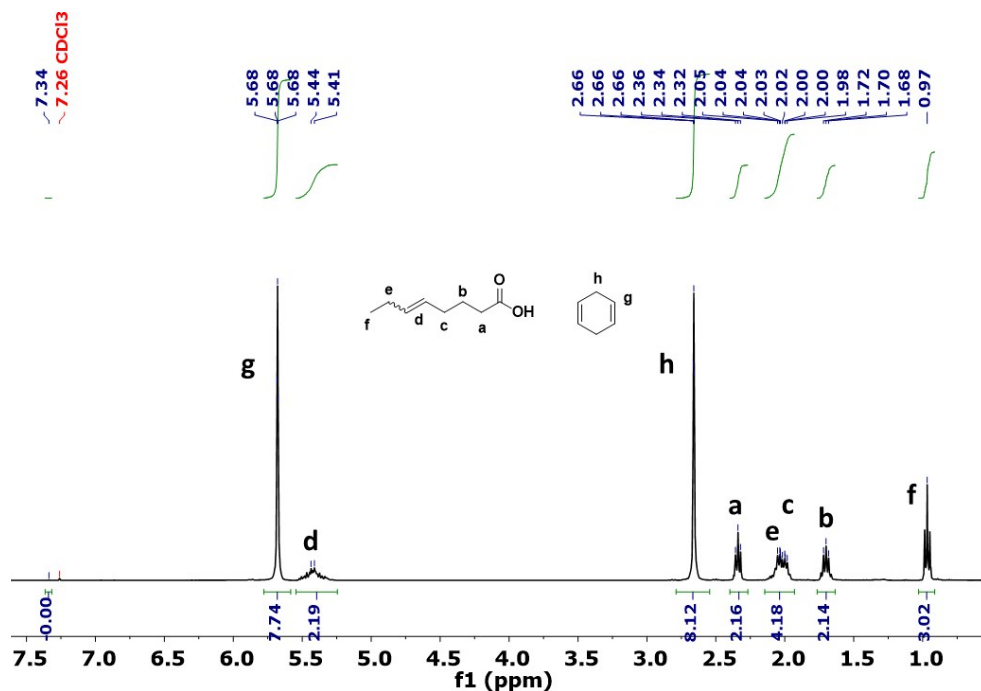 7.34
7.26 CDCl3
5.68
5.68
5.68
5.44
5.41
2.66
2.66
2.66
2.36
2.34
2.32
2.05
2.04
2.04
2.03
2.02
2.00
2.00
1.98
1.72
1.70
1.68
0.97
h
O
e
b
g
OH
f
d
c
a
g
h
d
a
c
e
b
f
-0.00
7.74
2.19
8.12
2.16
4.18
2.14
3.02
7.5 7.0 6.5 6.0 5.5 5.0 4.5 4.0 3.5 3.0 2.5 2.0 1.5 1.0
f1 (ppm)